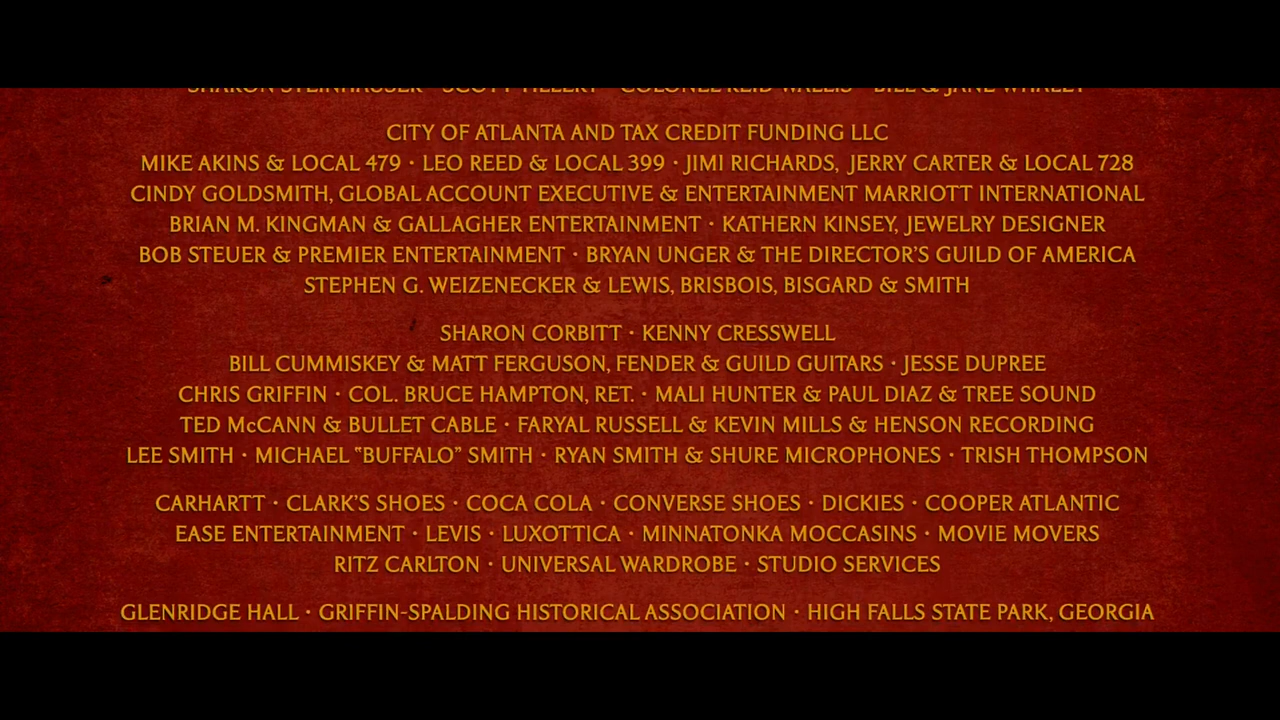 CITY OF ATLANTA AND TAX CREDIT FUNDING LLC
MIKE AKINS & LOCAL 479 · LEO REED & LOCAL 399 · JIMI RICHARDS, JERRY CARTER & LOCAL 728
CINDY GOLDSMITH, GLOBAL ACCOUNT EXECUTIVE & ENTERTAINMENT MARRIOTT INTERNATIONAL
BRIAN M. KINGMAN & GALLAGHER ENTERTAINMENT · KATHERN KINSEY, JEWELRY DESIGNER
BOB STEUER & PREMIER ENTERTAINMENT · BRYAN UNGER & THE DIRECTOR'S GUILD OF AMERICA
STEPHEN G. WEIZENECKER & LEWIS, BRISBOIS, BISGARD & SMITH
SHARON CORBITT · KENNY CRESSWELL
BILL CUMMISKEY & MATT FERGUSON, FENDER & GUILD GUITARS · JESSE DUPREE
CHRIS GRIFFIN · COL. BRUCE HAMPTON, RET. · MALI HUNTER & PAUL DIAZ & TREE SOUND
TED McCANN & BULLET CABLE · FARYAL RUSSELL & KEVIN MILLS & HENSON RECORDING
LEE SMITH · MICHAEL "BUFFALO" SMITH · RYAN SMITH & SHURE MICROPHONES · TRISH THOMPSON
CARHARTT · CLARK'S SHOES · COCA COLA · CONVERSE SHOES · DICKIES · COOPER ATLANTIC
EASE ENTERTAINMENT · LEVIS · LUXOTTICA · MINNATONKA MOCCASINS · MOVIE MOVERS
RITZ CARLTON · UNIVERSAL WARDROBE · STUDIO SERVICES
GLENRIDGE HALL · GRIFFIN-SPALDING HISTORICAL ASSOCIATION · HIGH FALLS STATE PARK, GEORGIA